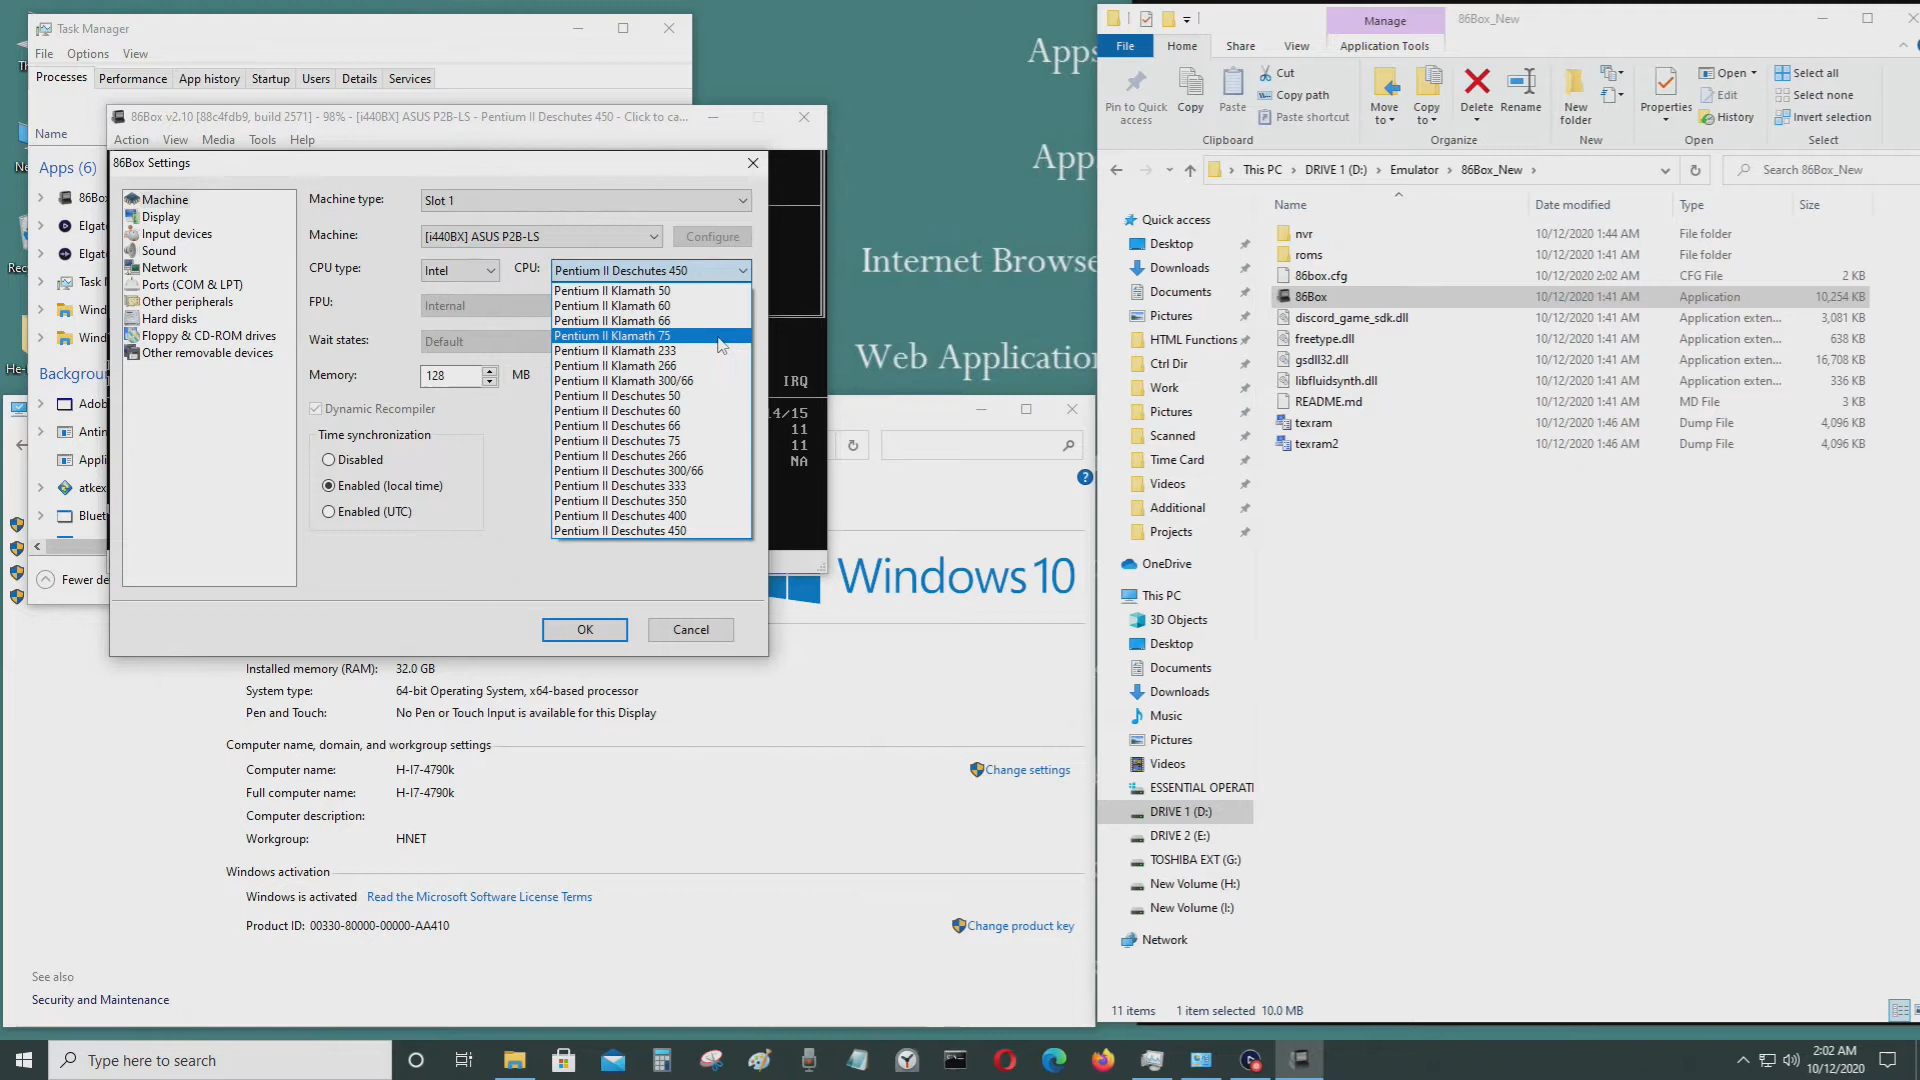 Task Manager
File Options View
Processes Performance App history Startup Users Details Services
Name
Apps (6)
Elgat
Elgat
Task
Wind
Wind
Backgroun
Adob
Antin
Appli
atkex
Bluet
Fewer de
86Box v2.10 [88c4fdb9, build 2571] - 98% - [i440BX] ASUS P2B-LS - Pentium II Deschutes 450 - Click to ca...
Action View Media Tools Help
86Box Settings
Machine
Display
Input devices
Sound
Network
Ports (COM & LPT)
Other peripherals
Hard disks
Floppy & CD-ROM drives
Other removable devices
Machine type: Slot 1
Machine: [i440BX] ASUS P2B-LS Configure
CPU type: Intel CPU: Pentium II Deschutes 450
FPU: Internal
Wait states: Default
Memory: 128 MB
Dynamic Recompiler
Time synchronization
Disabled
Enabled (local time)
Enabled (UTC)
Pentium II Klamath 50
Pentium II Klamath 60
Pentium II Klamath 66
Pentium II Klamath 75
Pentium II Klamath 233
Pentium II Klamath 266
Pentium II Klamath 300/66
Pentium II Deschutes 50
Pentium II Deschutes 60
Pentium II Deschutes 66
Pentium II Deschutes 75
Pentium II Deschutes 266
Pentium II Deschutes 300/66
Pentium II Deschutes 333
Pentium II Deschutes 350
Pentium II Deschutes 400
Pentium II Deschutes 450
OK Cancel
IRQ
14/15
11
11
NA
Apps
App
Internet Browse
Web Application
Windows 10
Installed memory (RAM): 32.0 GB
System type: 64-bit Operating System, x64-based processor
Pen and Touch: No Pen or Touch Input is available for this Display
Computer name, domain, and workgroup settings
Computer name: H-I7-4790k
Change settings
Full computer name: H-I7-4790k
Computer description:
Workgroup: HNET
Windows activation
Windows is activated Read the Microsoft Software License Terms
Product ID: 00330-80000-00000-AA410
Change product key
See also
Security and Maintenance
Manage 86Box_New
File Home Share View Application Tools
Pin to Quick access
Copy
Paste
Cut
Copy path
Paste shortcut
Clipboard
Move to
Copy to
Delete
Rename
Organize
New folder
New
Properties
Open
Edit
History
Open
Select all
Select none
Invert selection
Select
This PC > DRIVE 1 (D:) > Emulator > 86Box_New >
Search 86Box_New
Quick access
Desktop
Downloads
Documents
Pictures
HTML Functions
Ctrl Dir
Work
Pictures
Scanned
Time Card
Videos
Additional
Projects
OneDrive
This PC
3D Objects
Desktop
Documents
Downloads
Music
Pictures
Videos
ESSENTIAL OPERATI
DRIVE 1 (D:)
DRIVE 2 (E:)
TOSHIBA EXT (G:)
New Volume (H:)
New Volume (I:)
Network
Name Date modified Type Size
nvr 10/12/2020 1:44 AM File folder
roms 10/12/2020 1:41 AM File folder
86box.cfg 10/12/2020 2:02 AM CFG File 2 KB
86Box 10/12/2020 1:41 AM Application 10,254 KB
discord_game_sdk.dll 10/12/2020 1:41 AM Application exten... 3,081 KB
freetype.dll 10/12/2020 1:41 AM Application exten... 639 KB
gsdll32.dll 10/12/2020 1:41 AM Application exten... 16,708 KB
libfluidsynth.dll 10/12/2020 1:41 AM Application exten... 336 KB
README.md 10/12/2020 1:41 AM MD File 3 KB
texram 10/12/2020 1:46 AM Dump File 4,096 KB
texram2 10/12/2020 1:46 AM Dump File 4,096 KB
11 items 1 item selected 10.0 MB
Type here to search
2:02 AM
10/12/2020